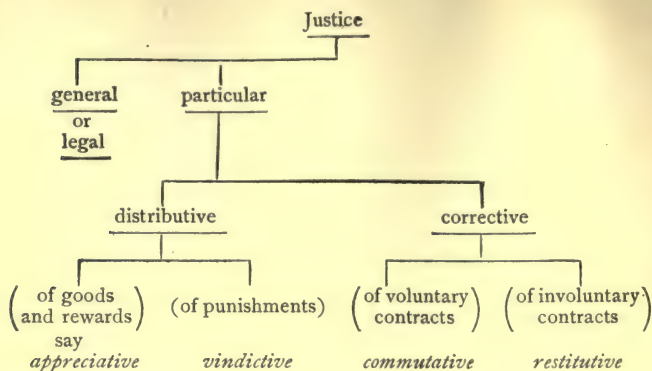 Justice
general
or
legal
particular
distributive
corrective
(of goods
and rewards)
say
appreciative
(of punishments)
vindictive
(of voluntary
contracts)
commutative
(of involuntary
contracts)
restitutive